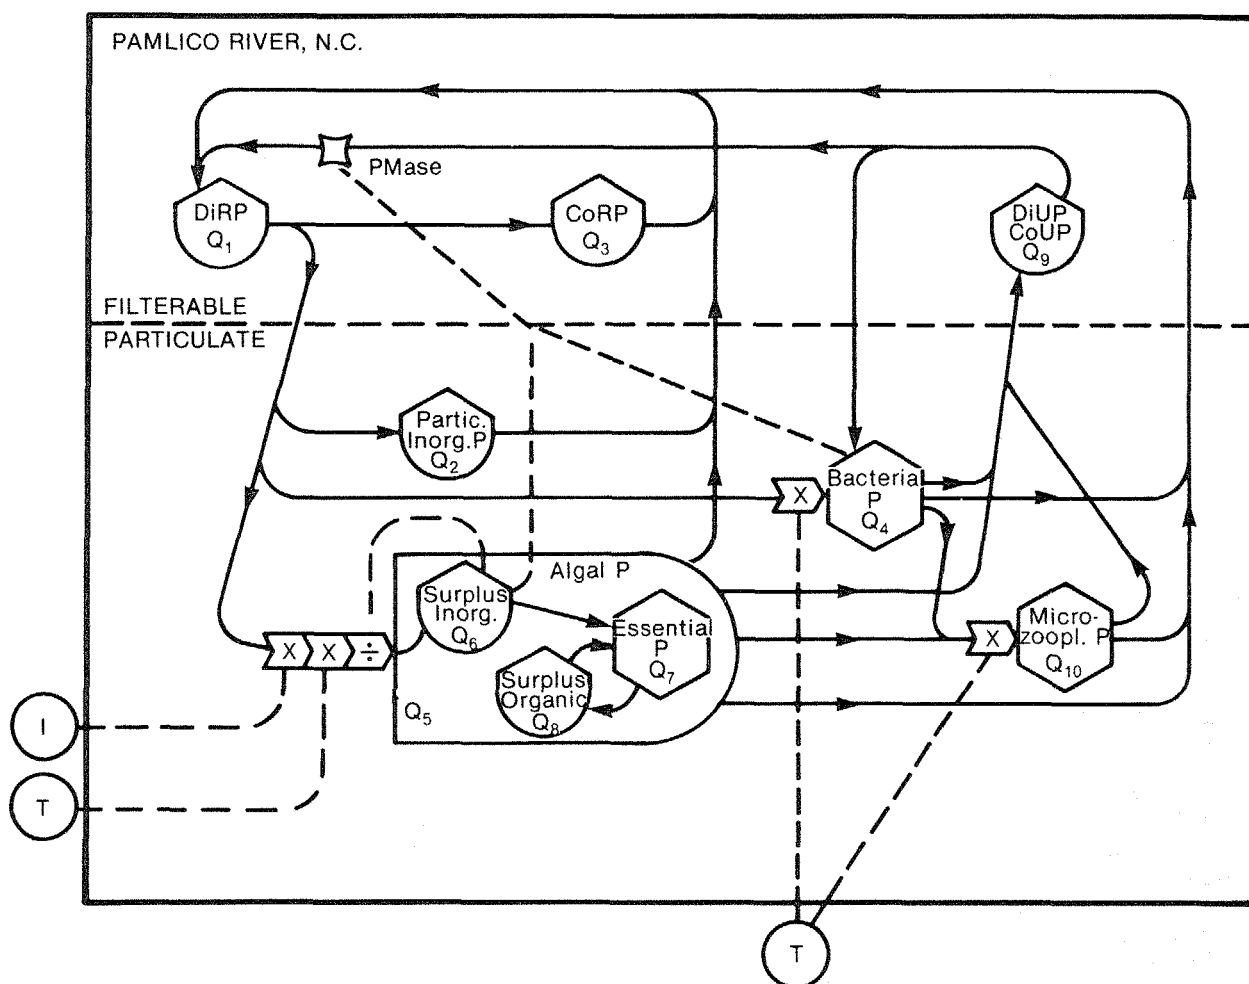 PAMLICO RIVER, N.C.
PMase
DiRP
Q1
CoRP
Q3
DiUP
CoUP
Q9
FILTERABLE
PARTICULATE
Partic.
Inorg.P
Q2
X
Bacterial
P
Q4
Algal P
Surplus
Inorg.
Q6
Essential
P
Q7
Surplus
Organic
Q8
Q5
X X ÷
X
Micro-
zoopl. P
Q10
I
T
T